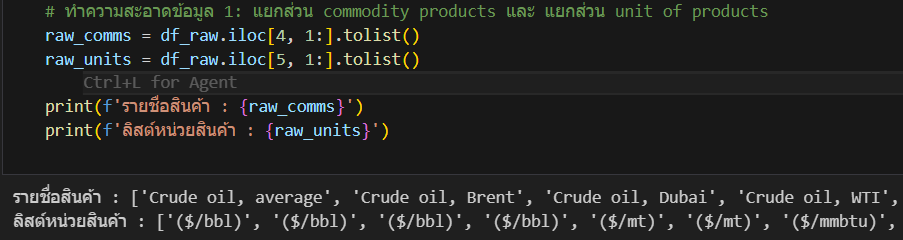 # ทำความสะอาดข้อมูล 1: แยกส่วน commodity products และ แยกส่วน unit of products
raw_comms = df_raw.iloc[4, 1:].tolist()
raw_units = df_raw.iloc[5, 1:].tolist()
Ctrl+L for Agent
print(f'รายชื่อสินค้า : {raw_comms}')
print(f'ลิสต์หน่วยสินค้า : {raw_units}')
รายชื่อสินค้า : ['Crude oil, average', 'Crude oil, Brent', 'Crude oil, Dubai', 'Crude oil, WTI',
ลิสต์หน่วยสินค้า : ['($/bbl)', '($/bbl)', '($/bbl)', '($/bbl)', '($/mt)', '($/mt)', '($/mmbtu)',